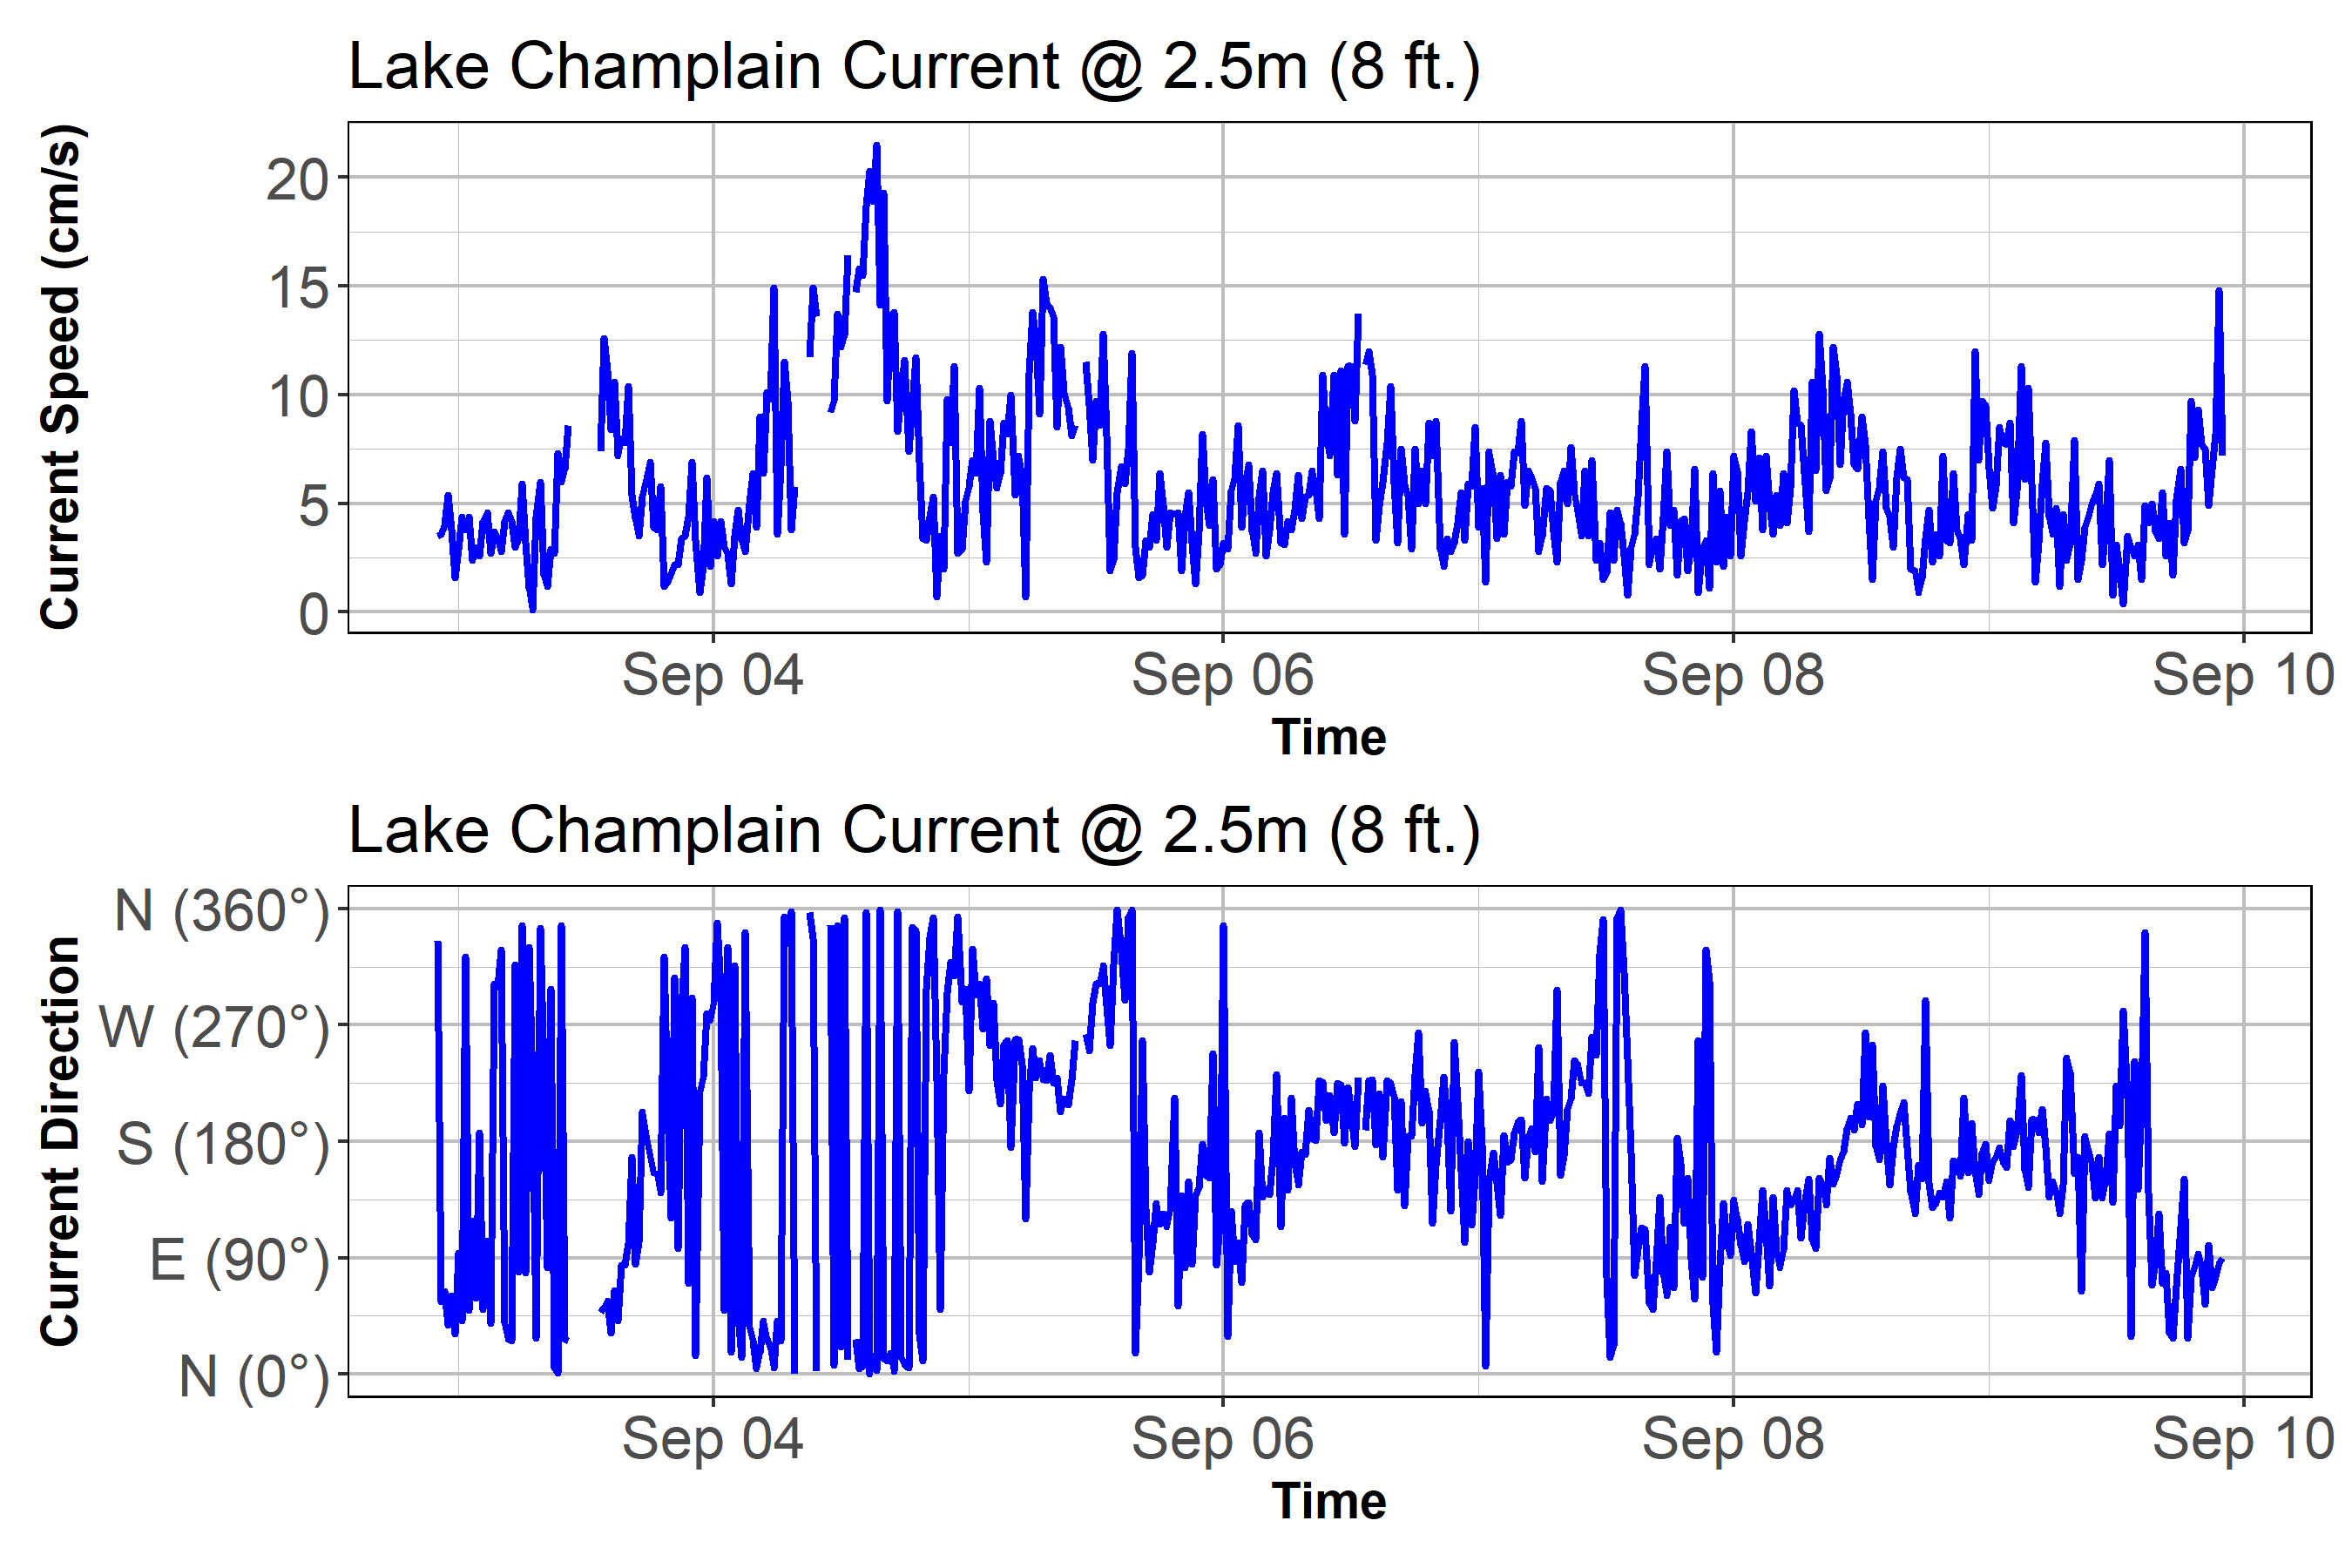 Lake Champlain Current @ 2.5m (8 ft.)
Current Speed (cm/s)
20
15
10
5
0
Sep 04 Sep 06 Sep 08 Sep 10
Time
Lake Champlain Current @ 2.5m (8 ft.)
Current Direction
N (360°)
W (270°)
S (180°)
E (90°)
N (0°)
Sep 04 Sep 06 Sep 08 Sep 10
Time